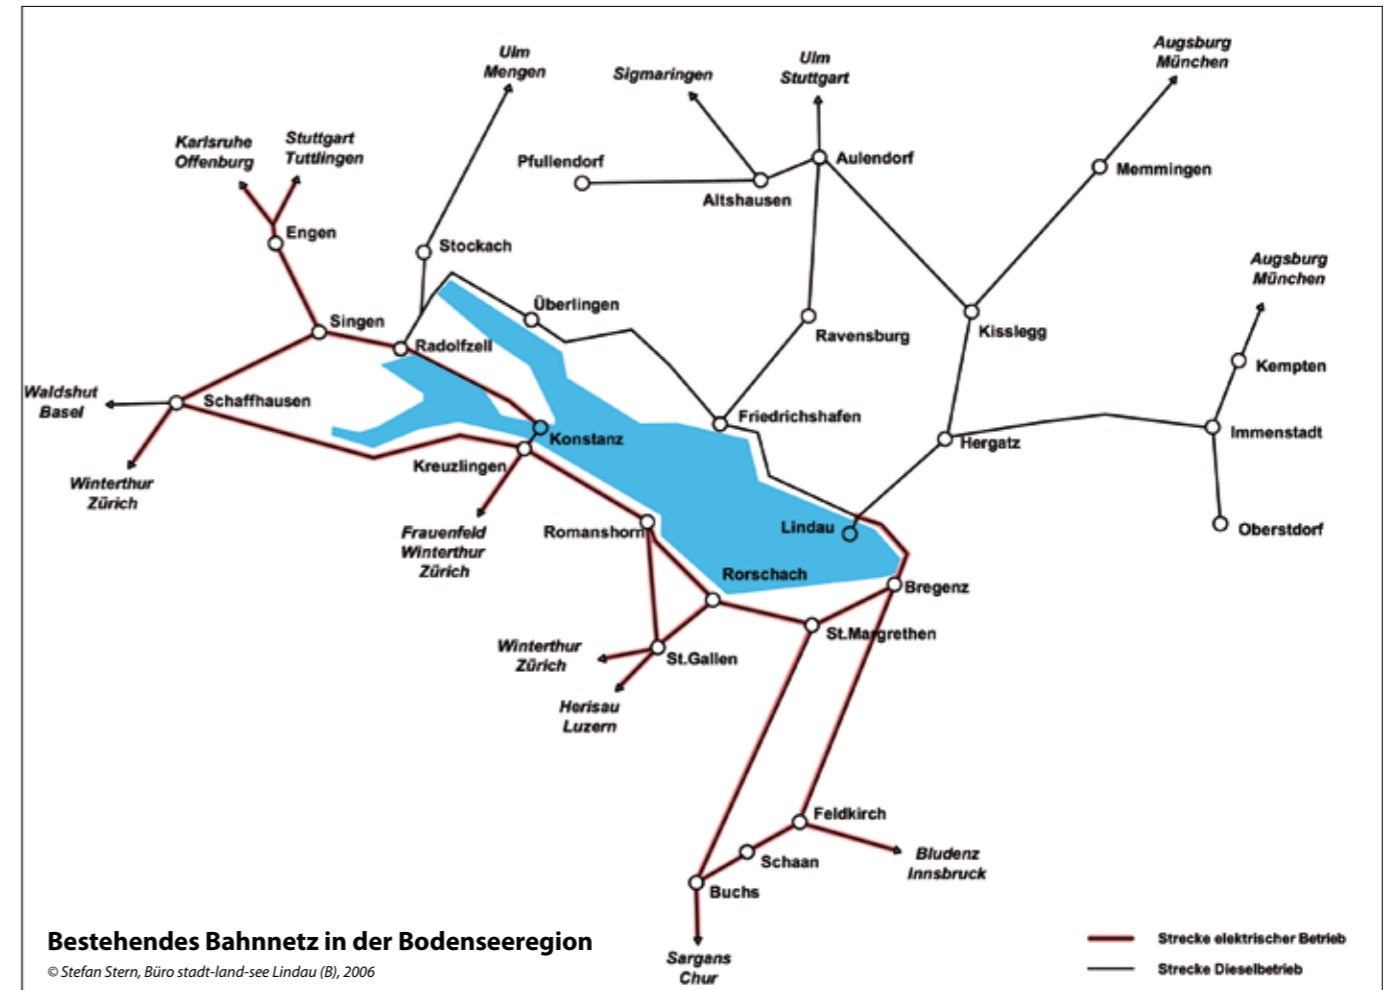 Ulm
Mengen
Sigmaringen
Ulm
Stuttgart
Augsburg
München
Karlsruhe
Offenburg
Stuttgart
Tuttlingen
Pfullendorf
Altshausen
Aulendorf
Memmingen
Engen
Stockach
Augsburg
München
Überlingen
Singen
Radolfzell
Ravensburg
Kisslegg
Kempten
Waldshut
Basel
Schaffhausen
Friedrichshafen
Konstanz
Hergatz
Immenstadt
Kreuzlingen
Winterthur
Zürich
Frauenfeld
Winterthur
Zürich
Romanshorn
Lindau
Oberstdorf
Rorschach
Bregenz
St.Margrethen
Winterthur
Zürich
St.Gallen
Herisau
Luzern
Feldkirch
Schaan
Bludenz
Innsbruck
Buchs
Sargans
Chur
Bestehendes Bahnnetz in der Bodenseeregion
© Stefan Stern, Büro stadt-land-see Lindau (B), 2006
Strecke elektrischer Betrieb
Strecke Dieselbetrieb